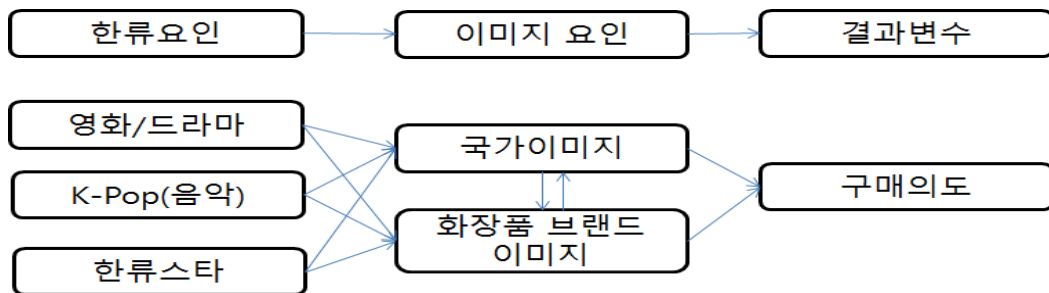 한류요인
이미지 요인
결과변수
영화/드라마
K-Pop(음악)
한류스타
국가이미지
화장품 브랜드
이미지
구매의도